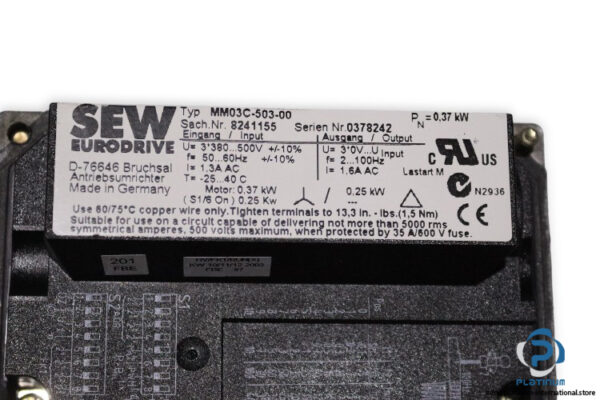 SEW
EURODRIVE
D-76646 Bruchsal
Antriebsumrichter
Made in Germany
Typ MM03C-503-00
Sach.Nr. 8241155 Serien Nr.0378242
PN = 0,37 kW
Eingang / Input Ausgang / Output
U= 3'380...500V +/-10% U= 3'0V...U input
f= 50...60Hz +/-10% f= 2...100Hz
I= 1.3A AC I= 1.6A AC
T= -25...40 C
Lastart M
C US
N2936
Motor: 0.37 kW / 0,25 kW
( S1/6 On ) 0.25 Kw
CE
Use 60/75°C copper wire only.Tighten terminals to 13,3 in. - lbs.(1,5 Nm)
Suitable for use on a circuit capable of delivering not more than 5000 rms
symmetrical amperes, 500 volts maximum, when protected by 35 A/600 V fuse.
201
FBE
S2
S1
PLATINUM
international.store